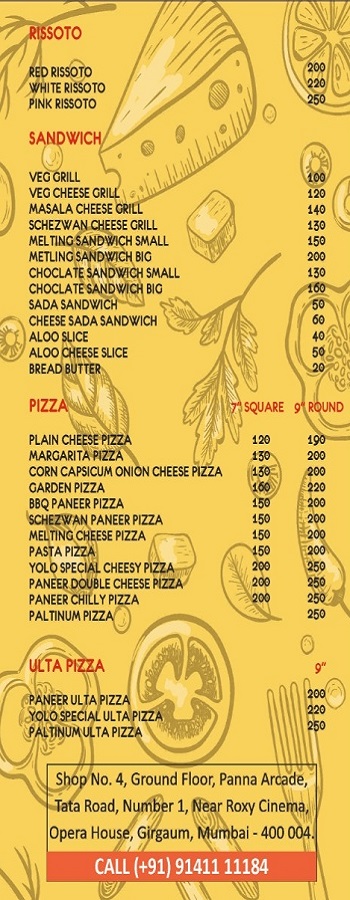 RISSOTO
RED RISSOTO 200
WHITE RISSOTO 220
PINK RISSOTO 250
SANDWICH
VEG GRILL 100
VEG CHEESE GRILL 120
MASALA CHEESE GRILL 140
SCHEZWAN CHEESE GRILL 130
MELTING SANDWICH SMALL 150
METLING SANDWICH BIG 200
CHOCLATE SANDWICH SMALL 130
CHOCLATE SANDWICH BIG 160
SADA SANDWICH 50
CHEESE SADA SANDWICH 60
ALOO SLICE 40
ALOO CHEESE SLICE 50
BREAD BUTTER 20
PIZZA 7" SQUARE 9" ROUND
PLAIN CHEESE PIZZA 120 190
MARGARITA PIZZA 130 200
CORN CAPSICUM ONION CHEESE PIZZA 130 200
GARDEN PIZZA 160 220
BBQ PANEER PIZZA 150 200
SCHEZWAN PANEER PIZZA 150 200
MELTING CHEESE PIZZA 150 200
PASTA PIZZA 150 200
YOLO SPECIAL CHEESY PIZZA 200 250
PANEER DOUBLE CHEESE PIZZA 200 250
PANEER CHILLY PIZZA 200 250
PALTINUM PIZZA 250
ULTA PIZZA 9"
PANEER ULTA PIZZA 200
YOLO SPECIAL ULTA PIZZA 220
PALTINUM ULTA PIZZA 250
Shop No. 4, Ground Floor, Panna Arcade,
Tata Road, Number 1, Near Roxy Cinema,
Opera House, Girgaum, Mumbai - 400 004.
CALL (+91) 91411 11184